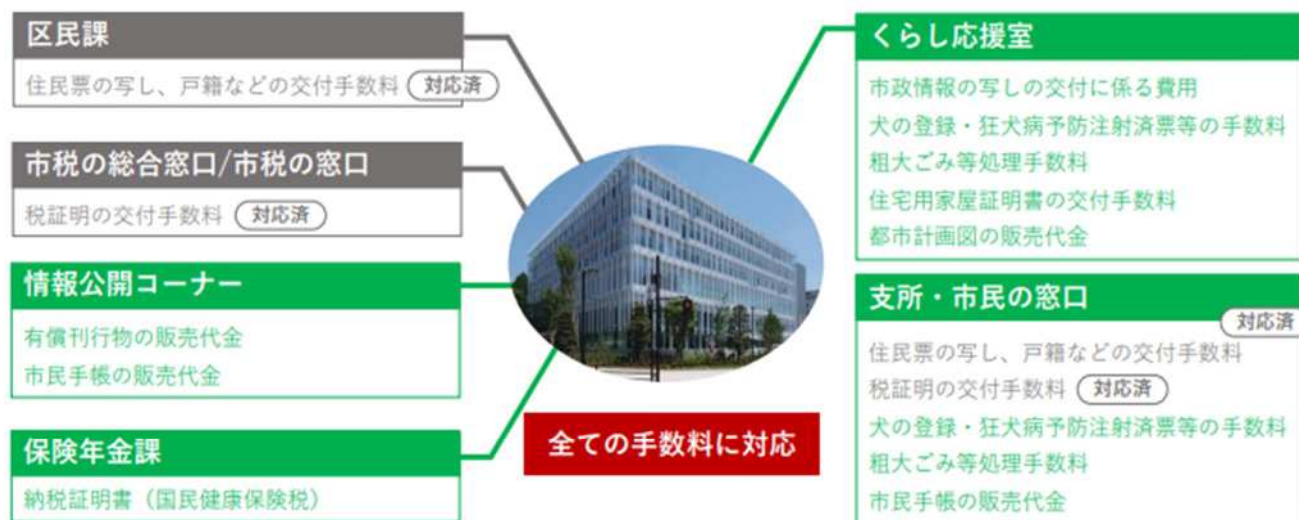 区民課
住民票の写し、戸籍などの交付手数料 対応済
市税の総合窓口/市税の窓口
税証明の交付手数料 対応済
情報公開コーナー
有償刊行物の販売代金
市民手帳の販売代金
保険年金課
納税証明書（国民健康保険税）
全ての手数料に対応
くらし応援室
市政情報の写しの交付に係る費用
犬の登録・狂犬病予防注射済票等の手数料
粗大ごみ等処理手数料
住宅用家屋証明書の交付手数料
都市計画図の販売代金
支所・市民の窓口
対応済
住民票の写し、戸籍などの交付手数料
税証明の交付手数料 対応済
犬の登録・狂犬病予防注射済票等の手数料
粗大ごみ等処理手数料
市民手帳の販売代金